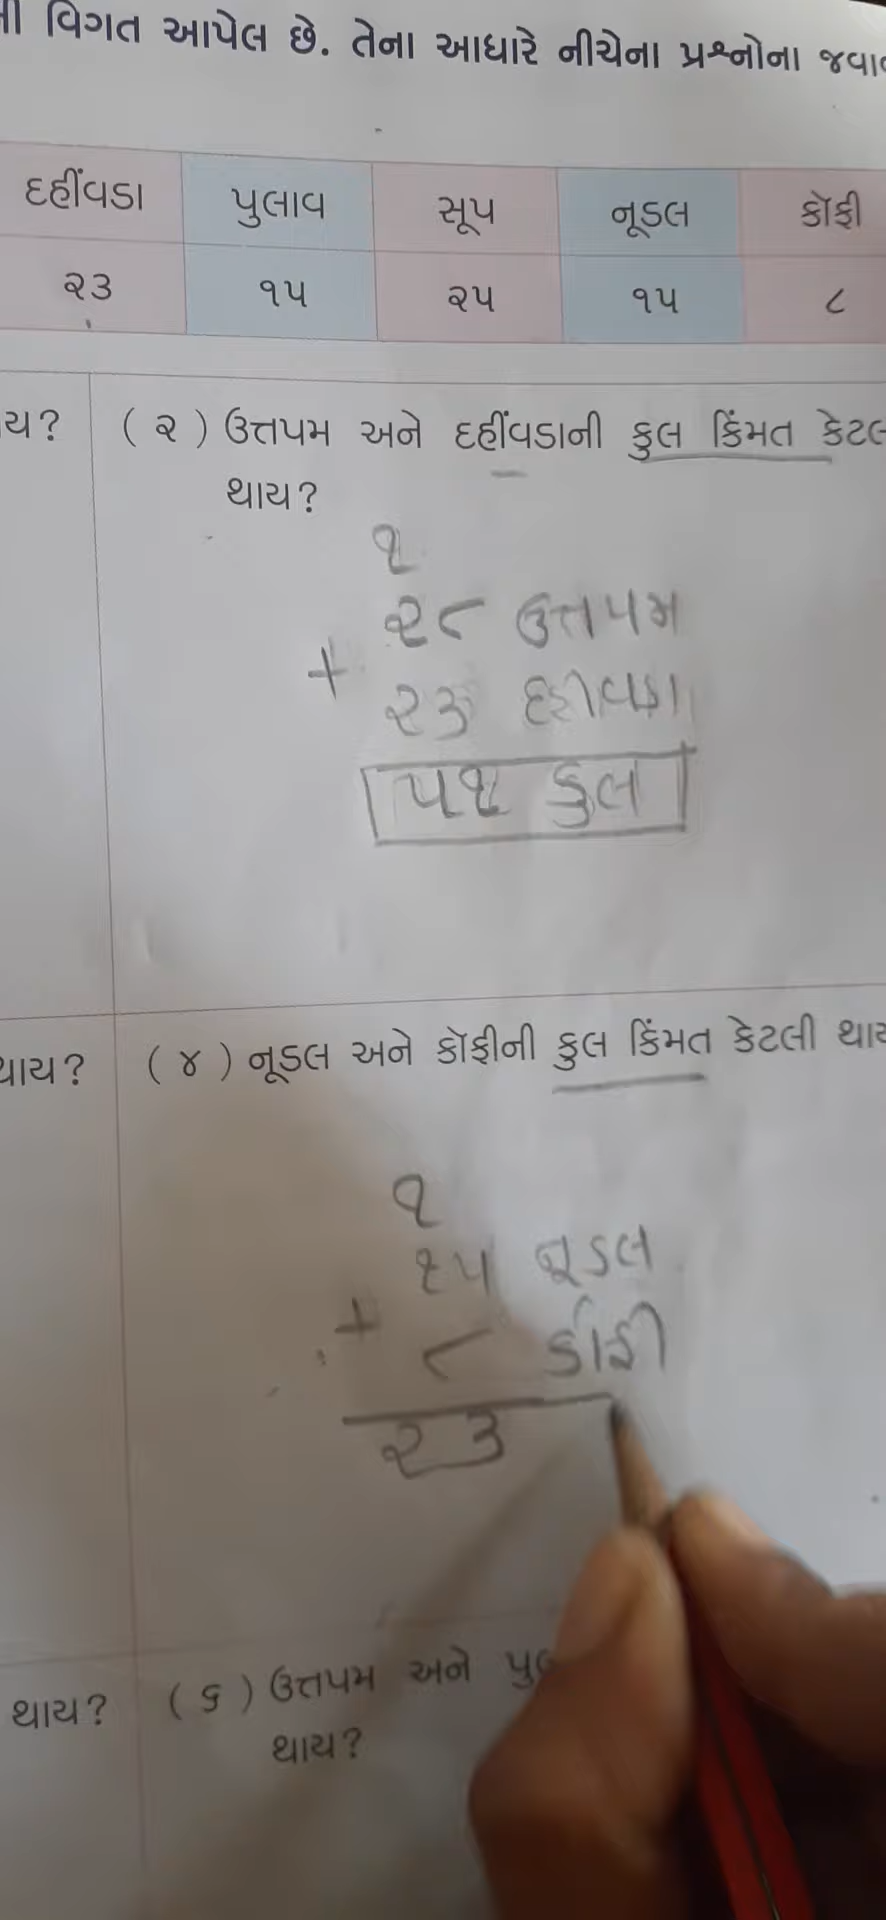 વિગત આપેલ છે. તેના આધારે નીચેના પ્રશ્નોના
દહીંવડા પુલાવ સૂપ નૂડલ કૉફી
૨૩ ૧૫ ૨૫ ૧૫ ૮
(૨) ઉત્તપમ અને દહીંવડાની કુલ કિંમત
થાય?
૧
૨૮ ઉત્તપમ
+
૨૩ દહીવડા
૫૧ કુલ
થાય? (૪) નૂડલ અને કૉફીની કુલ કિંમત કેટલી
૧
૧૫ નૂડલ
+ ૮ કોફી
૨૩
થાય? (૬) ઉત્તપમ અને
થાય?